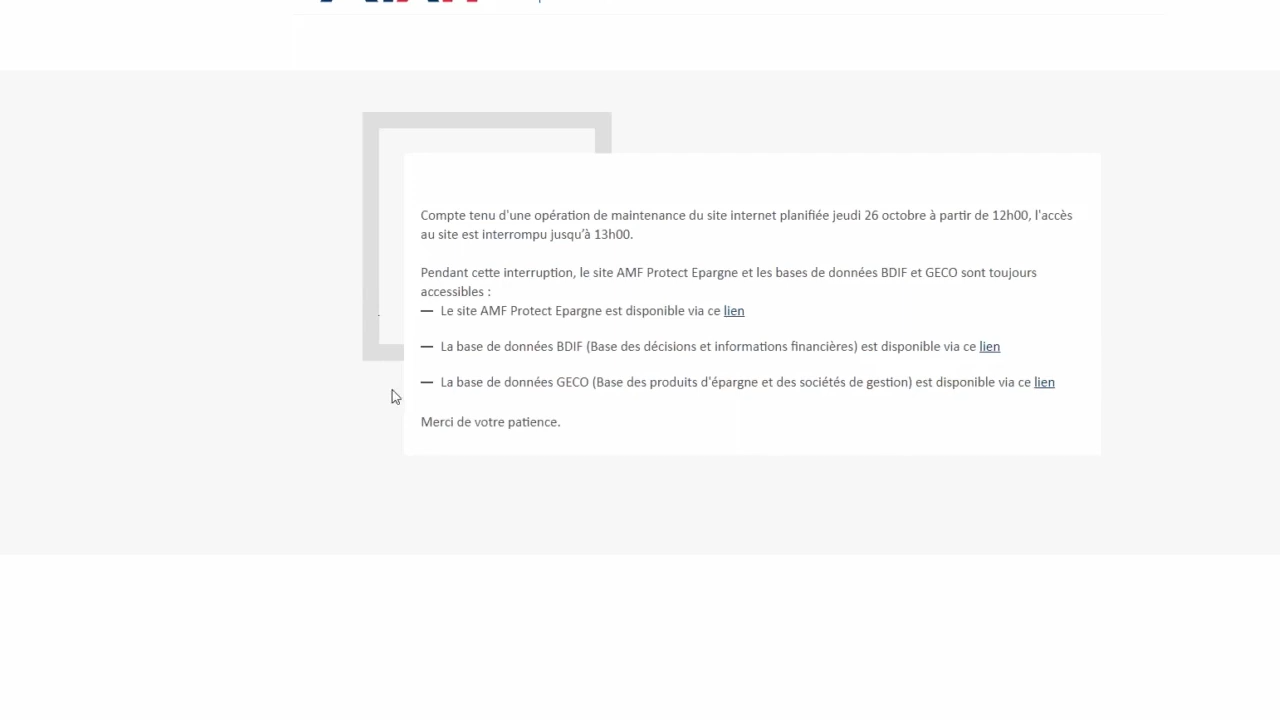 Compte tenu d'une opération de maintenance du site internet planifiée jeudi 26 octobre à partir de 12h00, l'accès
au site est interrompu jusqu’à 13h00.
Pendant cette interruption, le site AMF Protect Epargne et les bases de données BDIF et GECO sont toujours
accessibles :
— Le site AMF Protect Epargne est disponible via ce lien
— La base de données BDIF (Base des décisions et informations financières) est disponible via ce lien
— La base de données GECO (Base des produits d'épargne et des sociétés de gestion) est disponible via ce lien
Merci de votre patience.